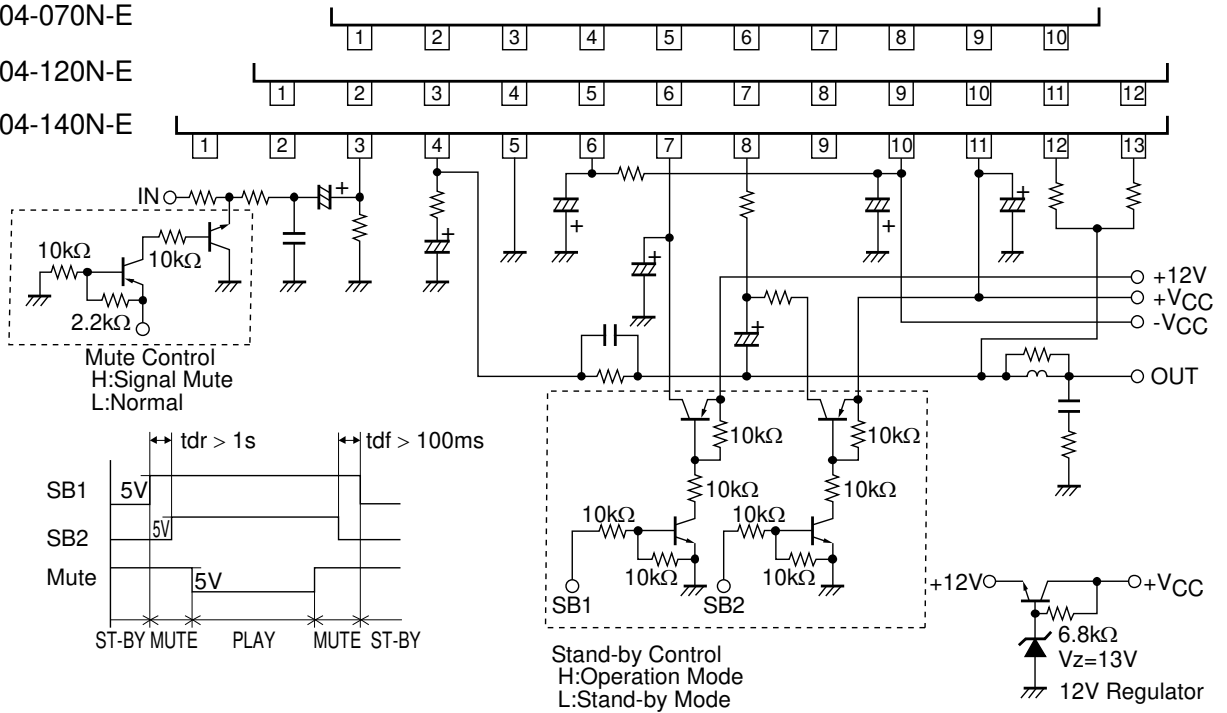 04-070N-E
1 2 3 4 5 6 7 8 9 10
04-120N-E
1 2 3 4 5 6 7 8 9 10 11 12
04-140N-E
1 2 3 4 5 6 7 8 9 10 11 12 13
IN
+
+
+
+
+
+
+
+
10kΩ
10kΩ
2.2kΩ
Mute Control
H:Signal Mute
L:Normal
+12V
+VCC
-VCC
OUT
tdr > 1s
tdf > 100ms
SB1
5V
SB2
5V
Mute
5V
ST-BY MUTE PLAY MUTE ST-BY
10kΩ
10kΩ
10kΩ
10kΩ
10kΩ
10kΩ
10kΩ
10kΩ
SB1
SB2
Stand-by Control
H:Operation Mode
L:Stand-by Mode
+12V
+VCC
6.8kΩ
Vz=13V
12V Regulator